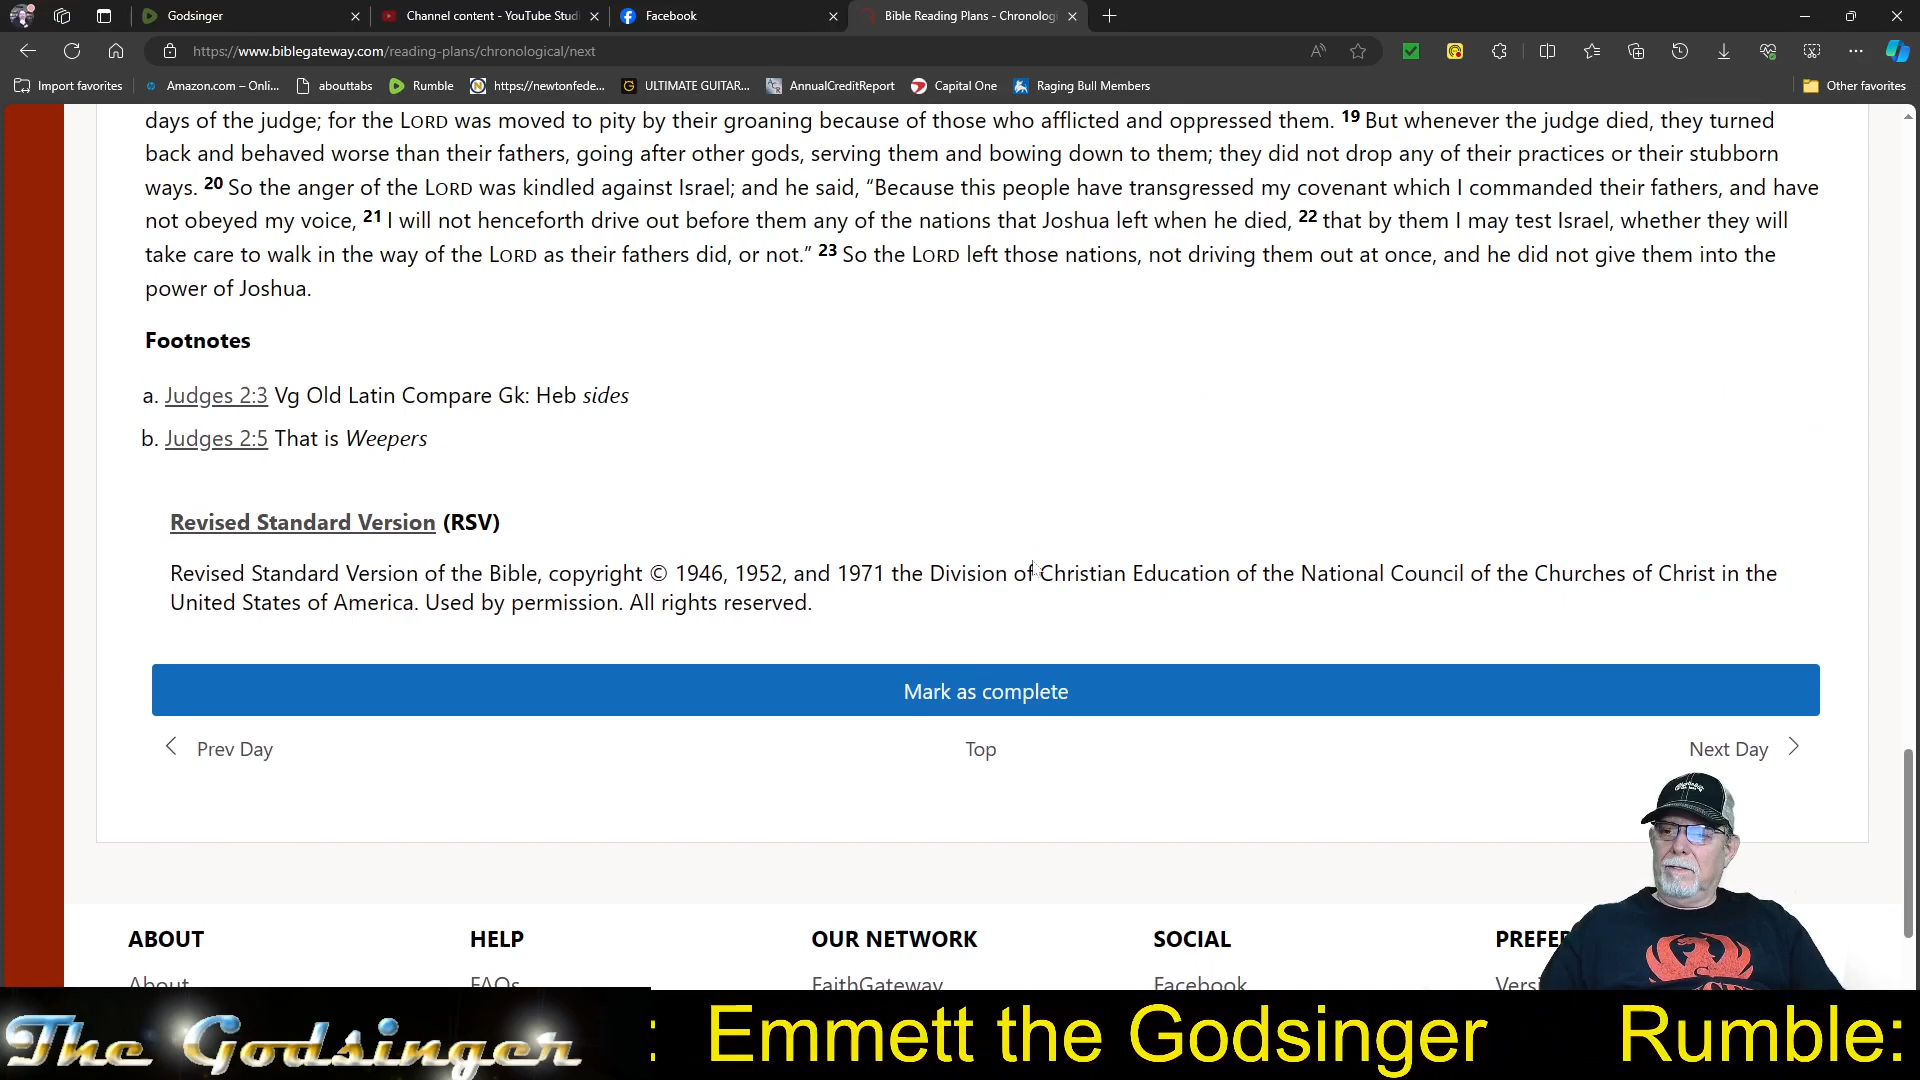 Godsinger
Channel content - YouTube Studi
Facebook
Bible Reading Plans - Chronologi
https://www.biblegateway.com/reading-plans/chronological/next
Import favorites
Amazon.com – Onli...
abouttabs
Rumble
https://newtonfede...
ULTIMATE GUITAR...
AnnualCreditReport
Capital One
Raging Bull Members
Other favorites
days of the judge; for the LORD was moved to pity by their groaning because of those who afflicted and oppressed them. 19 But whenever the judge died, they turned
back and behaved worse than their fathers, going after other gods, serving them and bowing down to them; they did not drop any of their practices or their stubborn
ways. 20 So the anger of the LORD was kindled against Israel; and he said, “Because this people have transgressed my covenant which I commanded their fathers, and have
not obeyed my voice, 21 I will not henceforth drive out before them any of the nations that Joshua left when he died, 22 that by them I may test Israel, whether they will
take care to walk in the way of the LORD as their fathers did, or not.” 23 So the LORD left those nations, not driving them out at once, and he did not give them into the
power of Joshua.
Footnotes
a. Judges 2:3 Vg Old Latin Compare Gk: Heb sides
b. Judges 2:5 That is Weepers
Revised Standard Version (RSV)
Revised Standard Version of the Bible, copyright © 1946, 1952, and 1971 the Division of Christian Education of the National Council of the Churches of Christ in the
United States of America. Used by permission. All rights reserved.
Mark as complete
Prev Day
Top
Next Day
ABOUT
HELP
OUR NETWORK
SOCIAL
PREFE
About
FAQs
FaithGateway
Facebook
Versi
The Godsinger
: Emmett the Godsinger
Rumble: